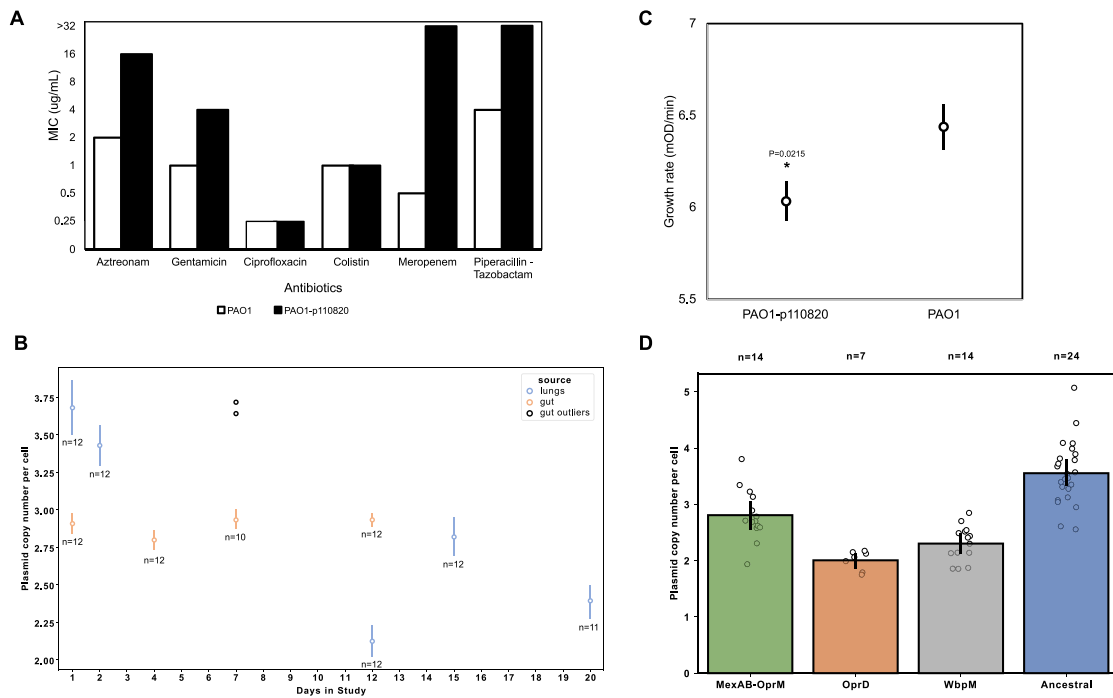 A
>32
16
8
4
2
1
0.5
0.25
0
MIC (ug/mL)
Aztreonam
Gentamicin
Ciprofloxacin
Colistin
Meropenem
Piperacillin -
Tazobactam
Antibiotics
PAO1
PAO1-p110820
C
7
6.5
6
5.5
Growth rate (mOD/min)
P=0.0215
*
PAO1-p110820
PAO1
B
3.75
3.50
3.25
3.00
2.75
2.50
2.25
2.00
Plasmid copy number per cell
source
lungs
gut
gut outliers
n=12
n=12
n=12
n=12
n=10
n=12
n=12
n=12
n=11
1 2 3 4 5 6 7 8 9 10 11 12 13 14 15 16 17 18 19 20
Days in Study
D
n=14
n=7
n=14
n=24
5
4
3
2
1
0
Plasmid copy number per cell
MexAB-OprM
OprD
WbpM
Ancestral